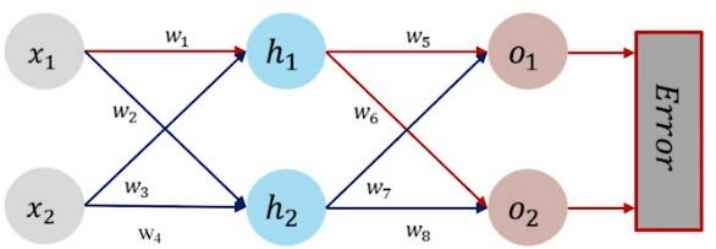 x₁ w₁ h₁ w₅ o₁
w₂ w₆ Error
w₃ w₇
x₂ w₄ h₂ w₈ o₂